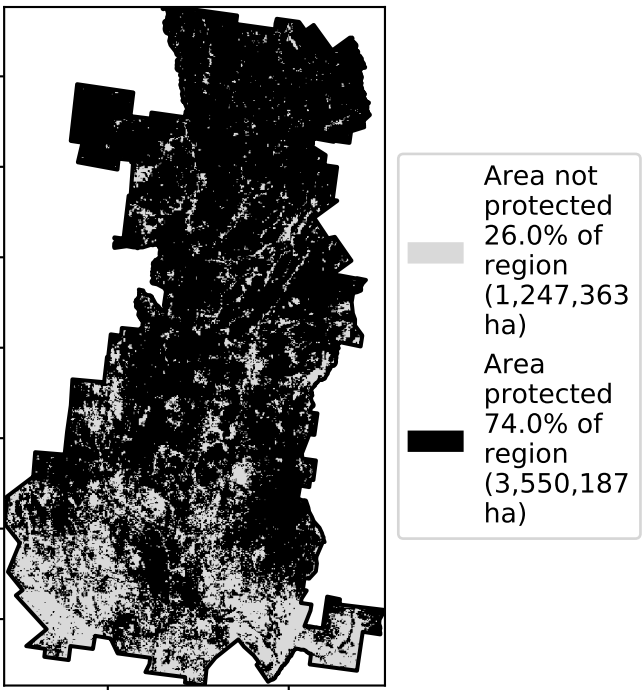 Area not
protected
26.0% of
region
(1,247,363
ha)
Area
protected
74.0% of
region
(3,550,187
ha)